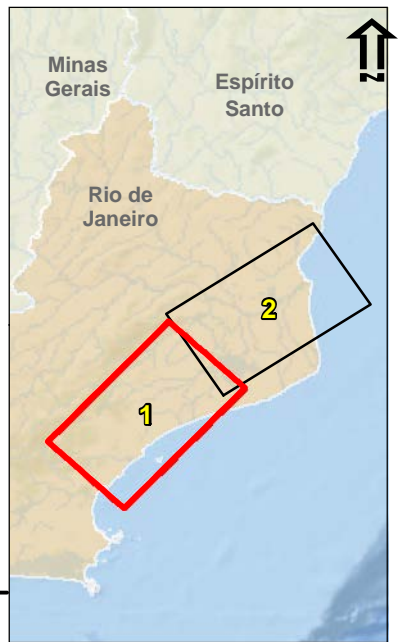 Minas
Gerais
Espírito
Santo
N
Rio de
Janeiro
2
1